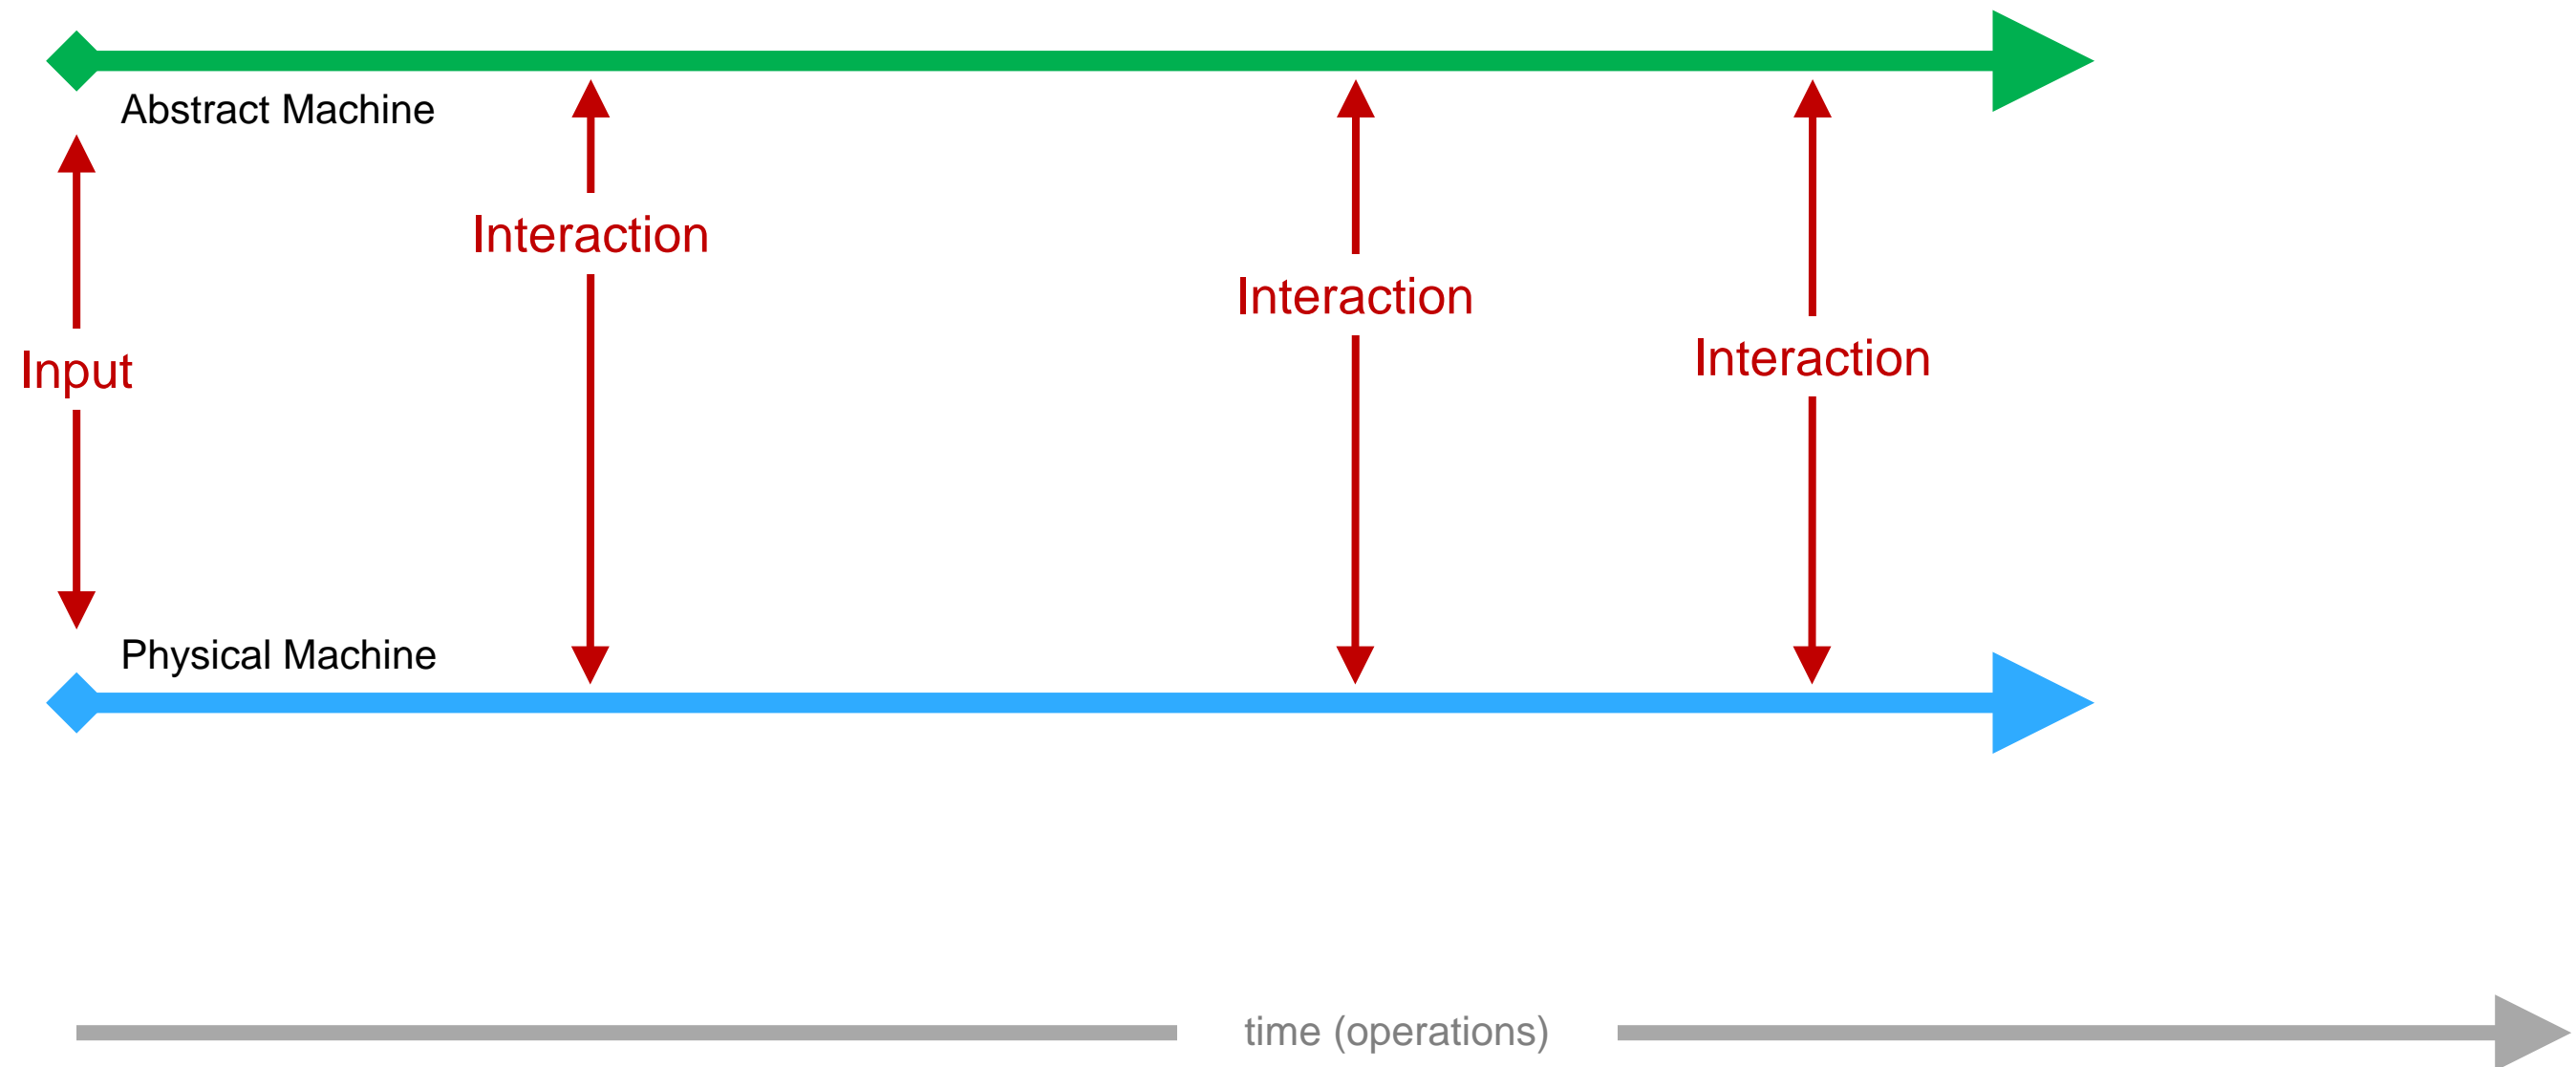 Abstract Machine
Interaction
Interaction
Interaction
Input
Physical Machine
time (operations)